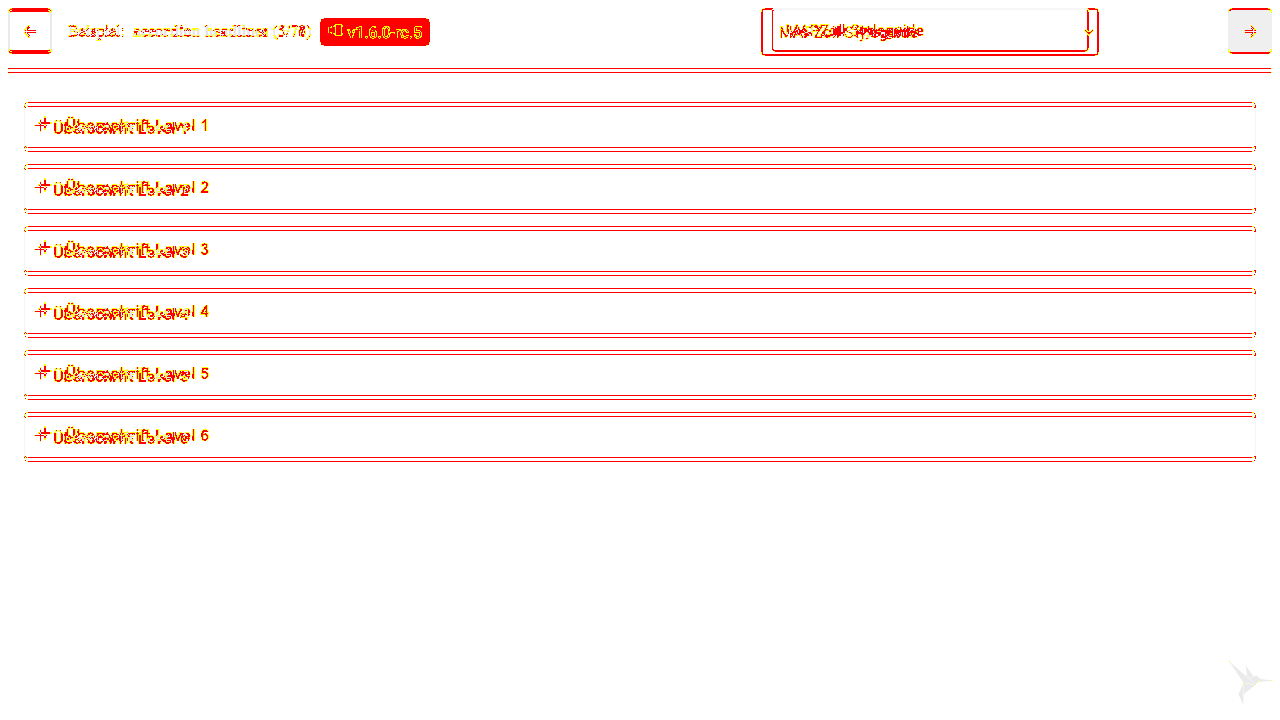 Beispiel: accordion headlines (3/78) v1.6.0-rc.5
Überschrift Level 1
Überschrift Level 2
Überschrift Level 3
Überschrift Level 4
Überschrift Level 5
Überschrift Level 6